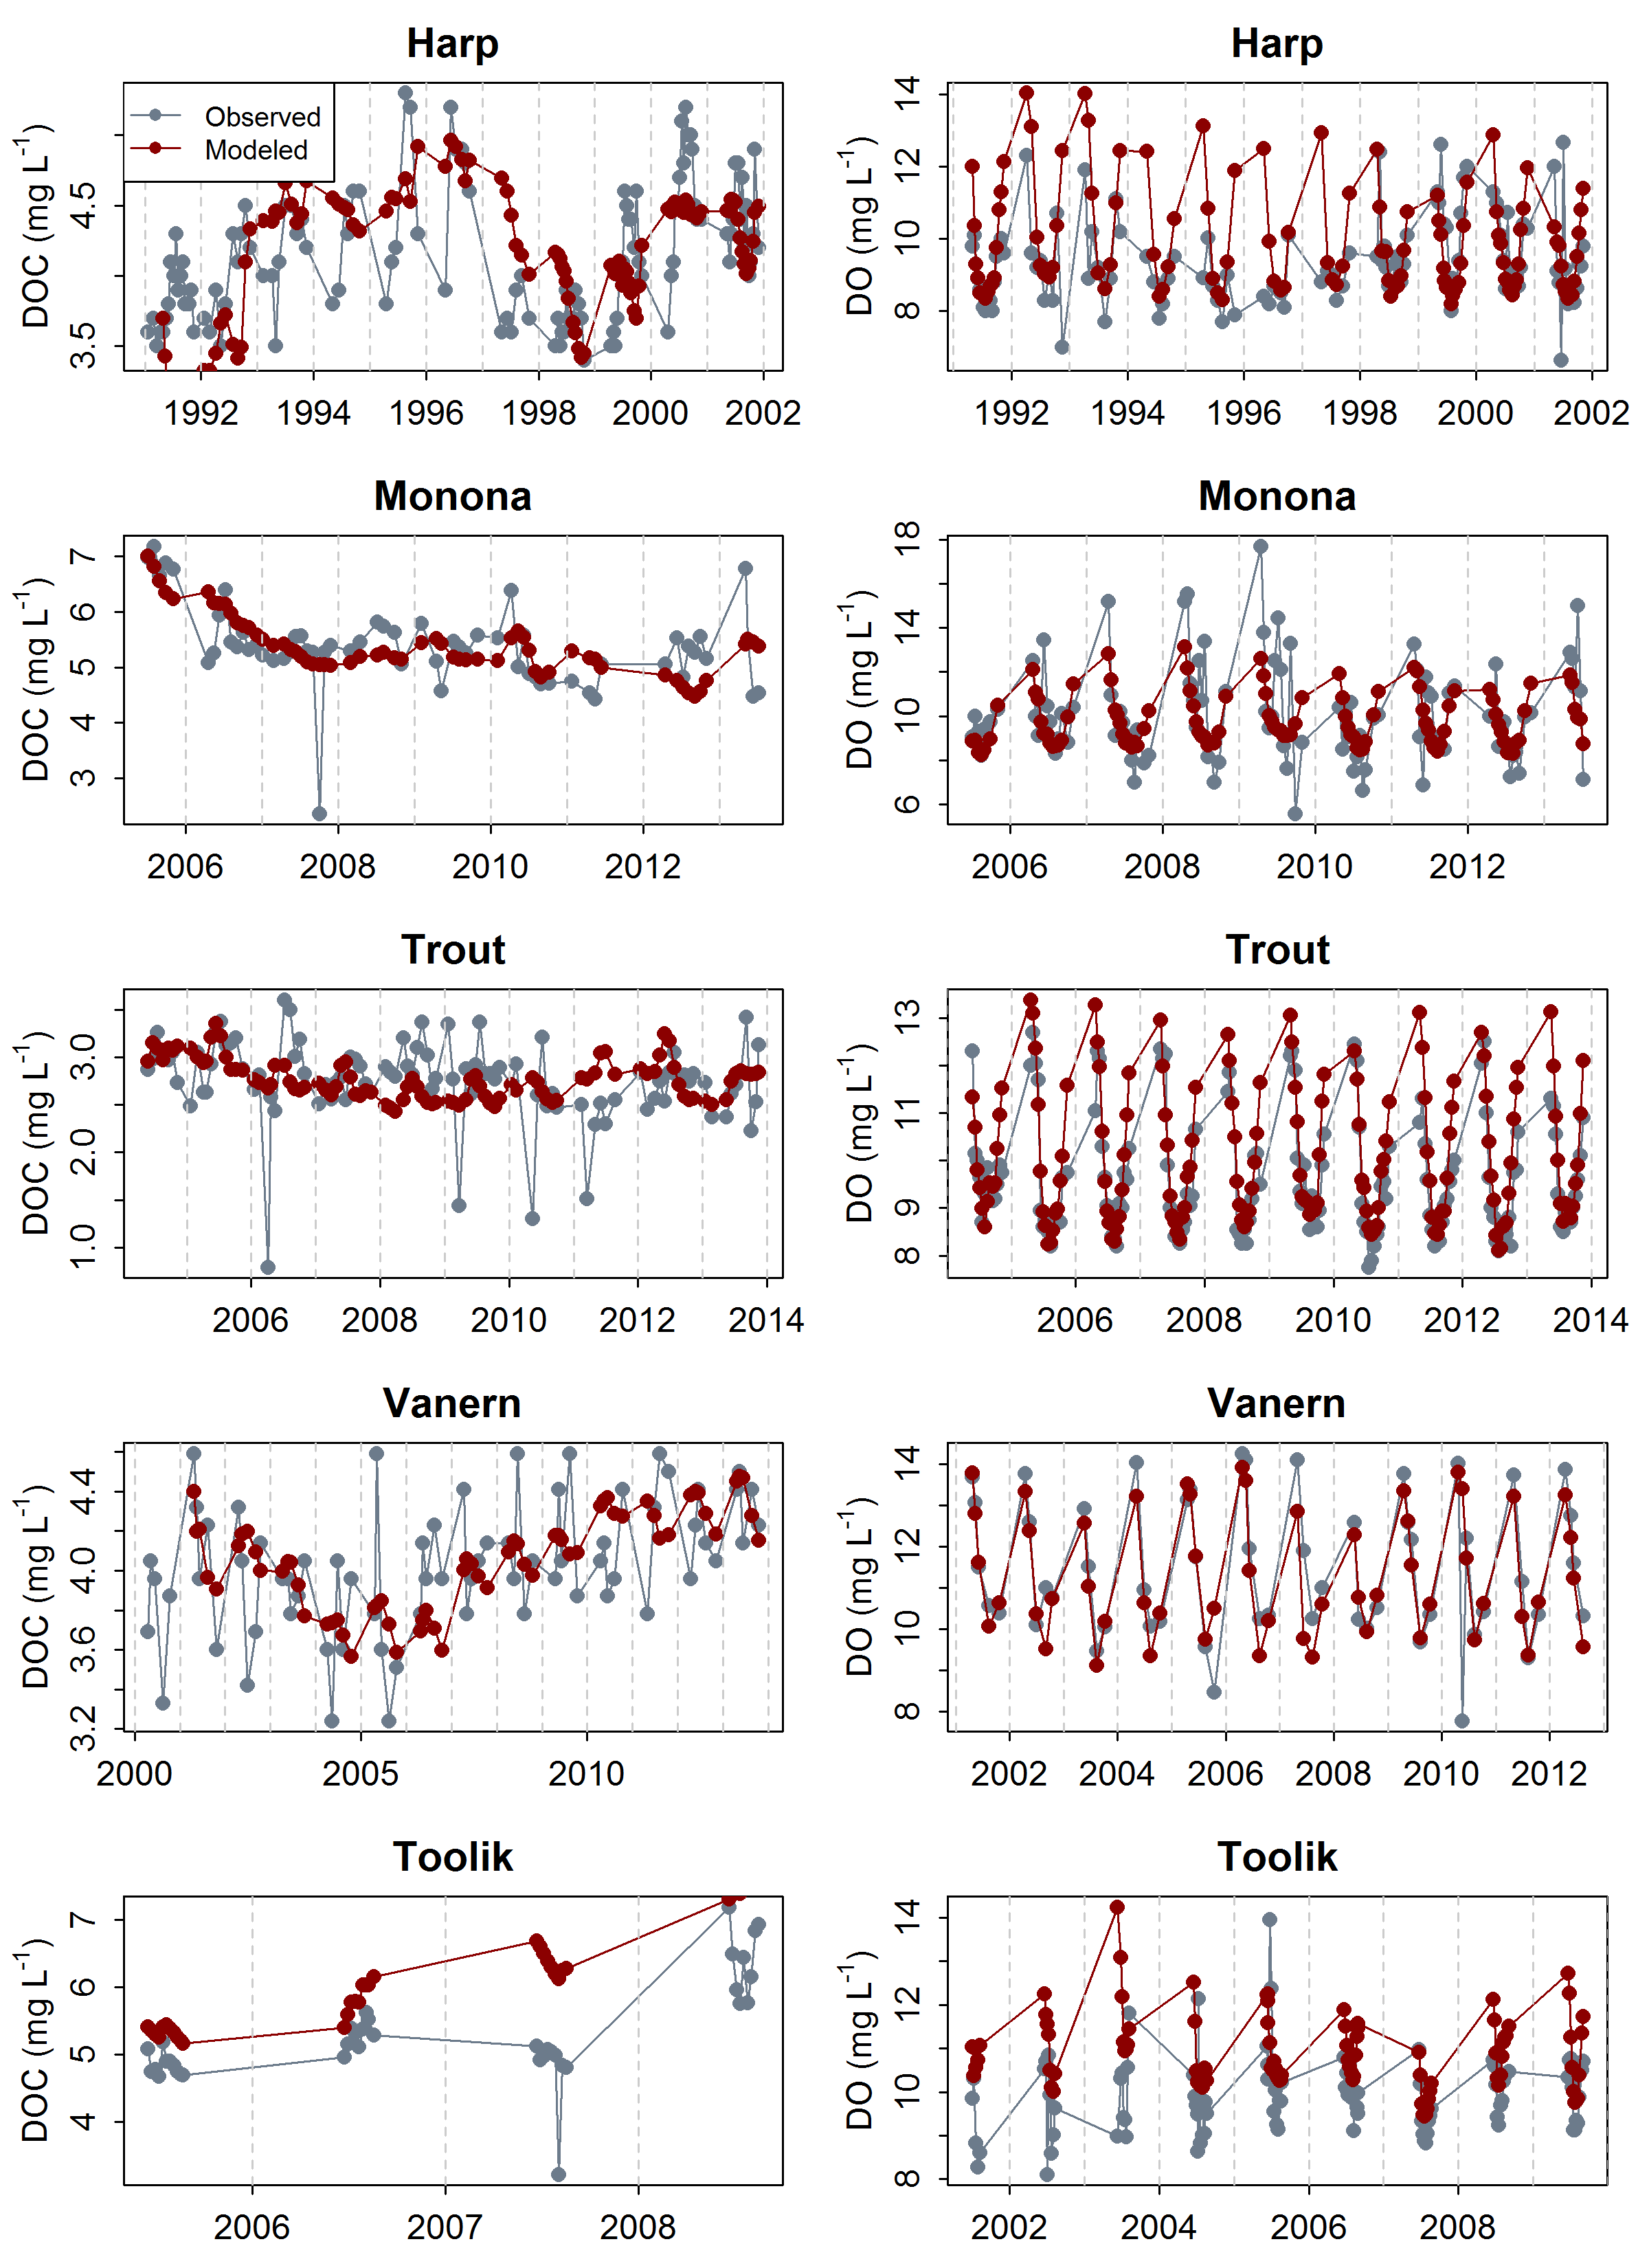 Harp
Harp
DOC (mg L-1)
3.5 4.5
Observed
Modeled
1992 1994 1996 1998 2000 2002
DO (mg L-1)
8 10 12 14
1992 1994 1996 1998 2000 2002
Monona
Monona
DOC (mg L-1)
3 4 5 6 7
2006 2008 2010 2012
DO (mg L-1)
6 10 14 18
2006 2008 2010 2012
Trout
Trout
DOC (mg L-1)
1.0 2.0 3.0
2006 2008 2010 2012 2014
DO (mg L-1)
8 9 11 13
2006 2008 2010 2012 2014
Vanern
Vanern
DOC (mg L-1)
3.2 3.6 4.0 4.4
2000 2005 2010
DO (mg L-1)
8 10 12 14
2002 2004 2006 2008 2010 2012
Toolik
Toolik
DOC (mg L-1)
4 5 6 7
2006 2007 2008
DO (mg L-1)
8 10 12 14
2002 2004 2006 2008